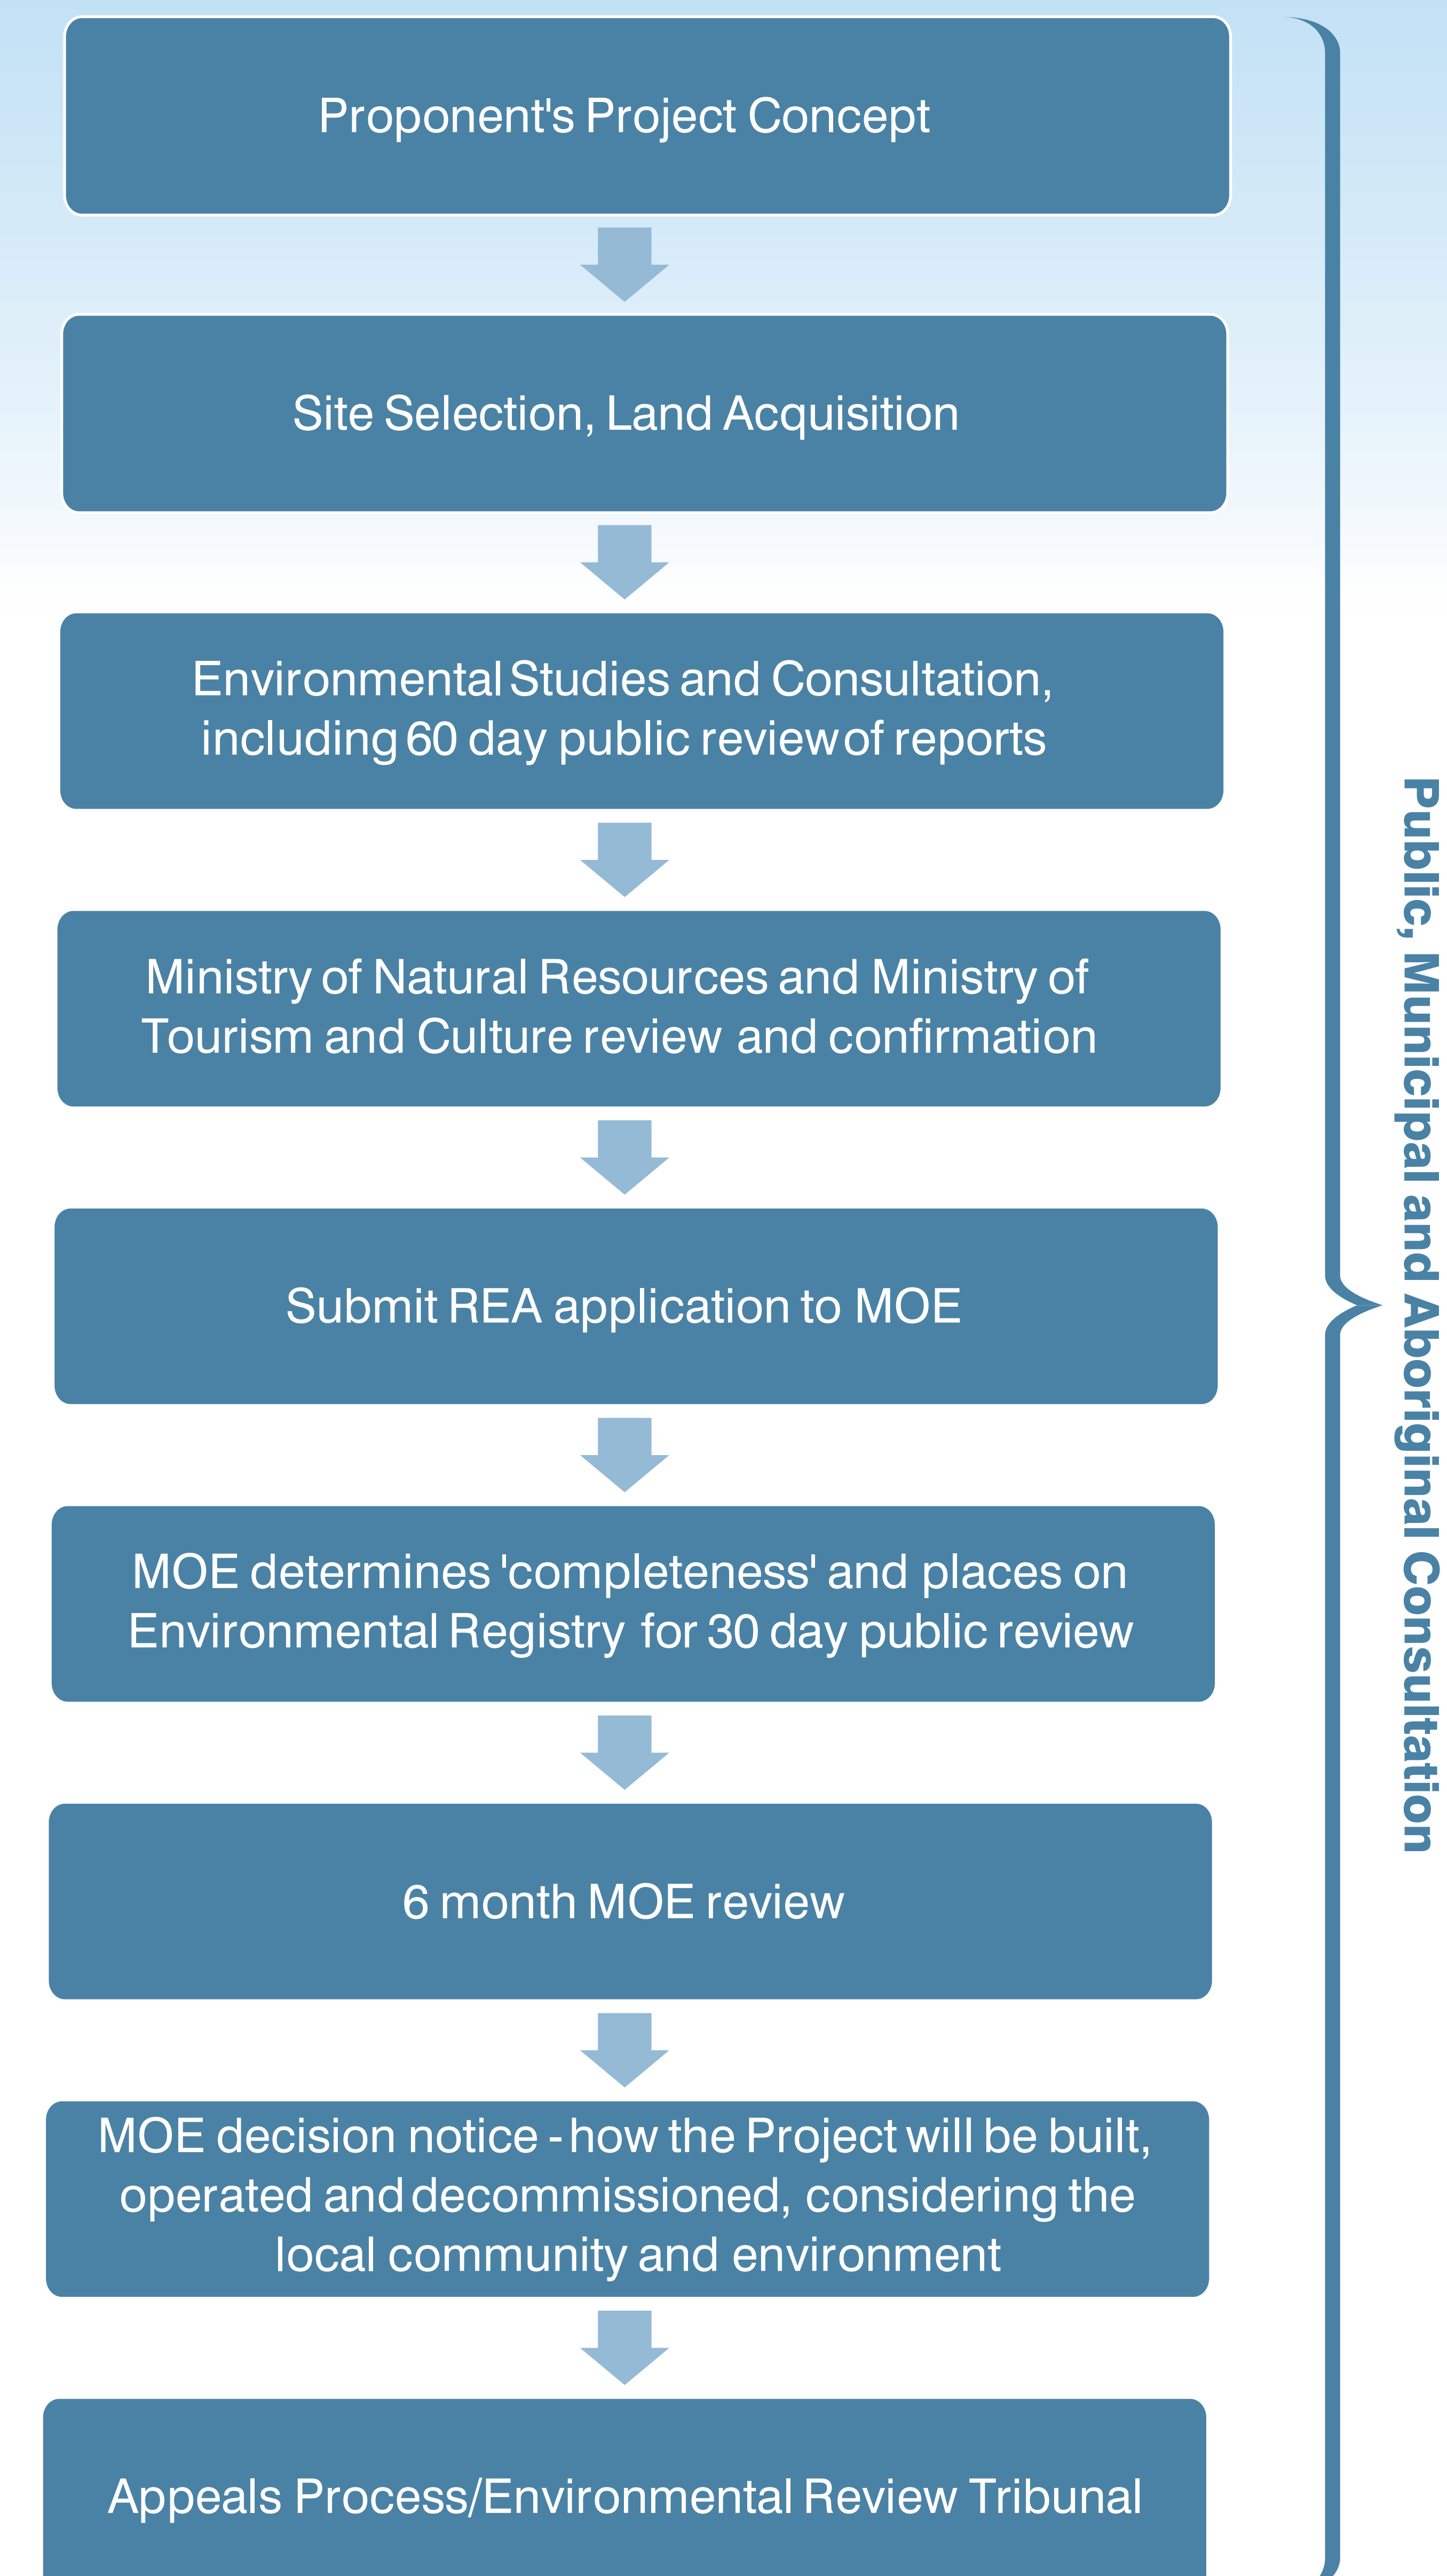 Proponent's Project Concept
Site Selection, Land Acquisition
Environmental Studies and Consultation,
including 60 day public review of reports
Ministry of Natural Resources and Ministry of
Tourism and Culture review and confirmation
Submit REA application to MOE
MOE determines 'completeness' and places on
Environmental Registry for 30 day public review
6 month MOE review
MOE decision notice - how the Project will be built,
operated and decommissioned, considering the
local community and environment
Appeals Process/Environmental Review Tribunal
Public, Municipal and Aboriginal Consultation